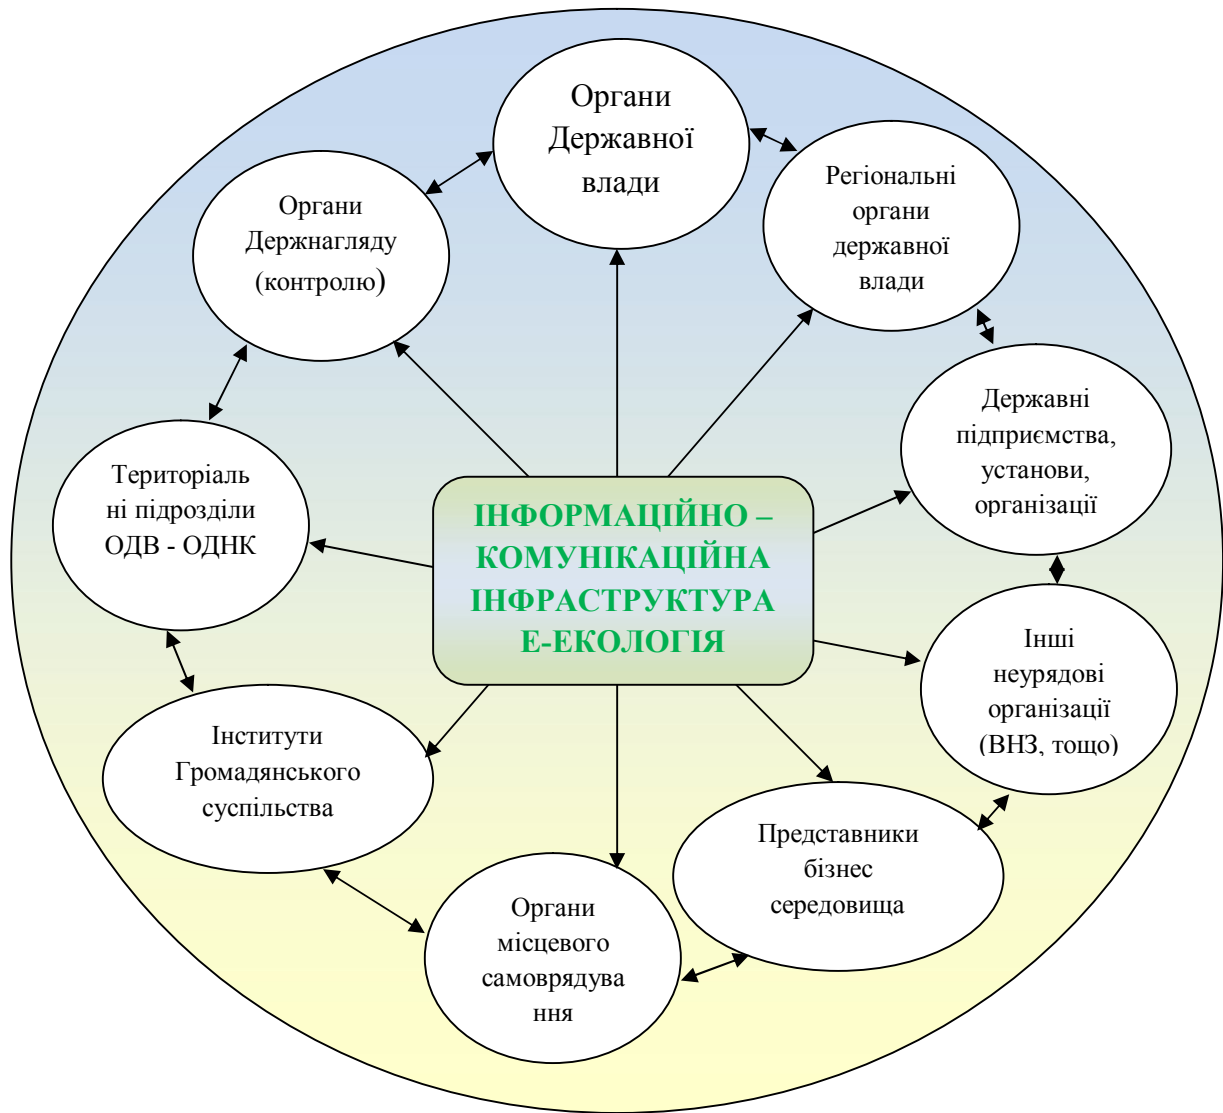 Органи
Державної
влади
Регіональні
органи
державної
влади
Органи
Держнагляду
(контролю)
Державні
підприємства,
установи,
організації
Територіаль
ні підрозділи
ОДВ - ОДНК
ІНФОРМАЦІЙНО –
КОМУНІКАЦІЙНА
ІНФРАСТРУКТУРА
Е-ЕКОЛОГІЯ
Інші
неурядові
організації
(ВНЗ, тощо)
Інститути
Громадянського
суспільства
Представники
бізнес
середовища
Органи
місцевого
самоврядува
ння